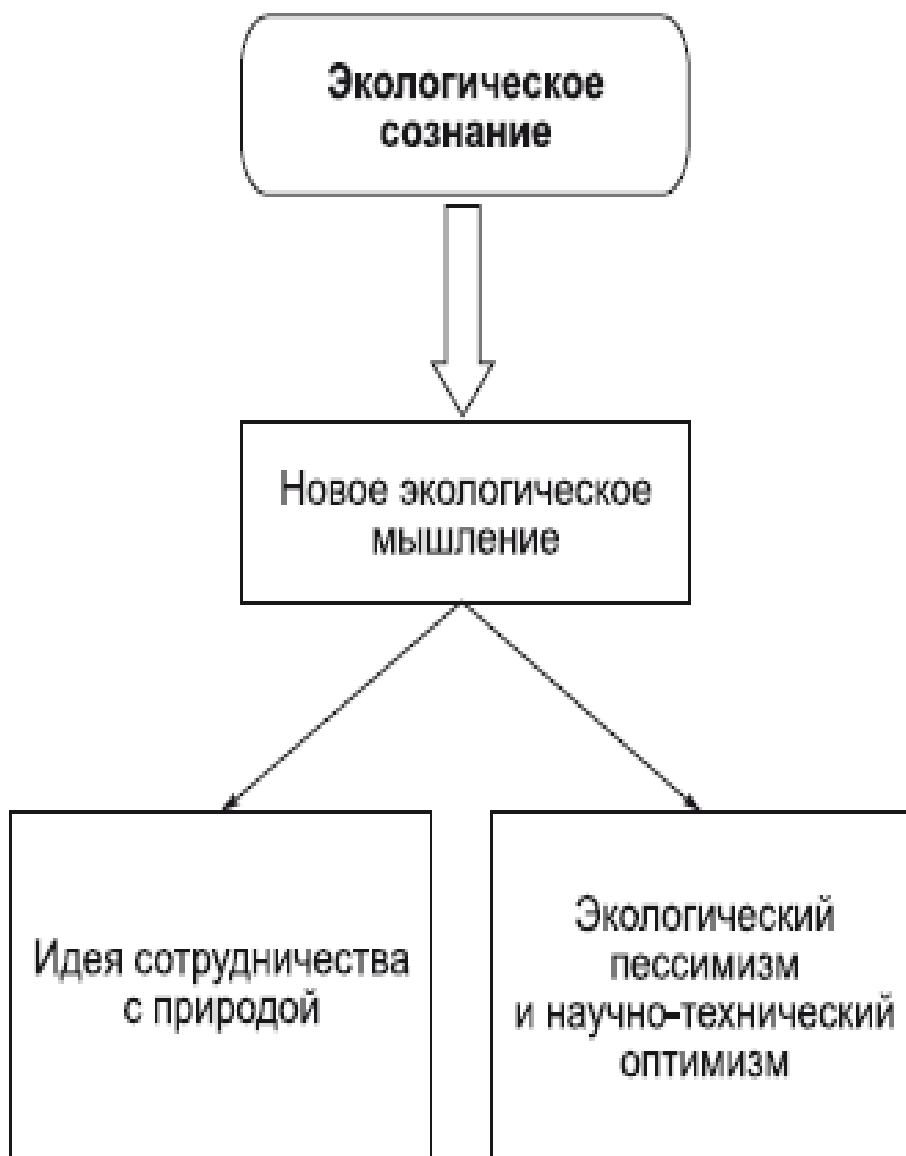 Экологическое
сознание
Новое экологическое
мышление
Идея сотрудничества
с природой
Экологический
пессимизм
и научно-технический
оптимизм